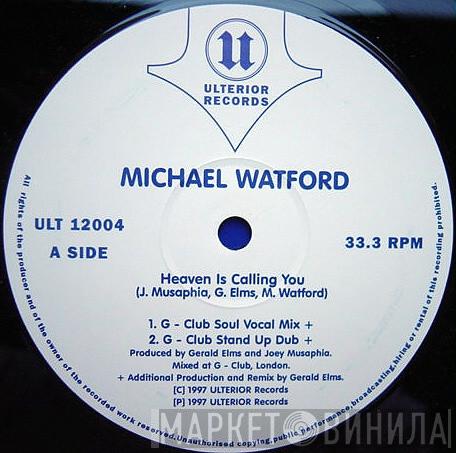 u
ULTERIOR
RECORDS
MICHAEL WATFORD
ULT 12004
A SIDE
33.3 RPM
Heaven Is Calling You
(J. Musaphia, G. Elms, M. Watford)
1. G - Club Soul Vocal Mix +
2. G - Club Stand Up Dub +
Produced by Gerald Elms and Joey Musaphia.
Mixed at G - Club, London.
+ Additional Production and Remix by Gerald Elms.
[C] 1997 ULTERIOR Records
[P] 1997 ULTERIOR Records
All rights of the producer and of the owner of the recorded work reserved.Unauthorised copying,public performance,broadcasting,hiring or rental of this recording prohibited.
МАРКЕТ ВИНИЛА